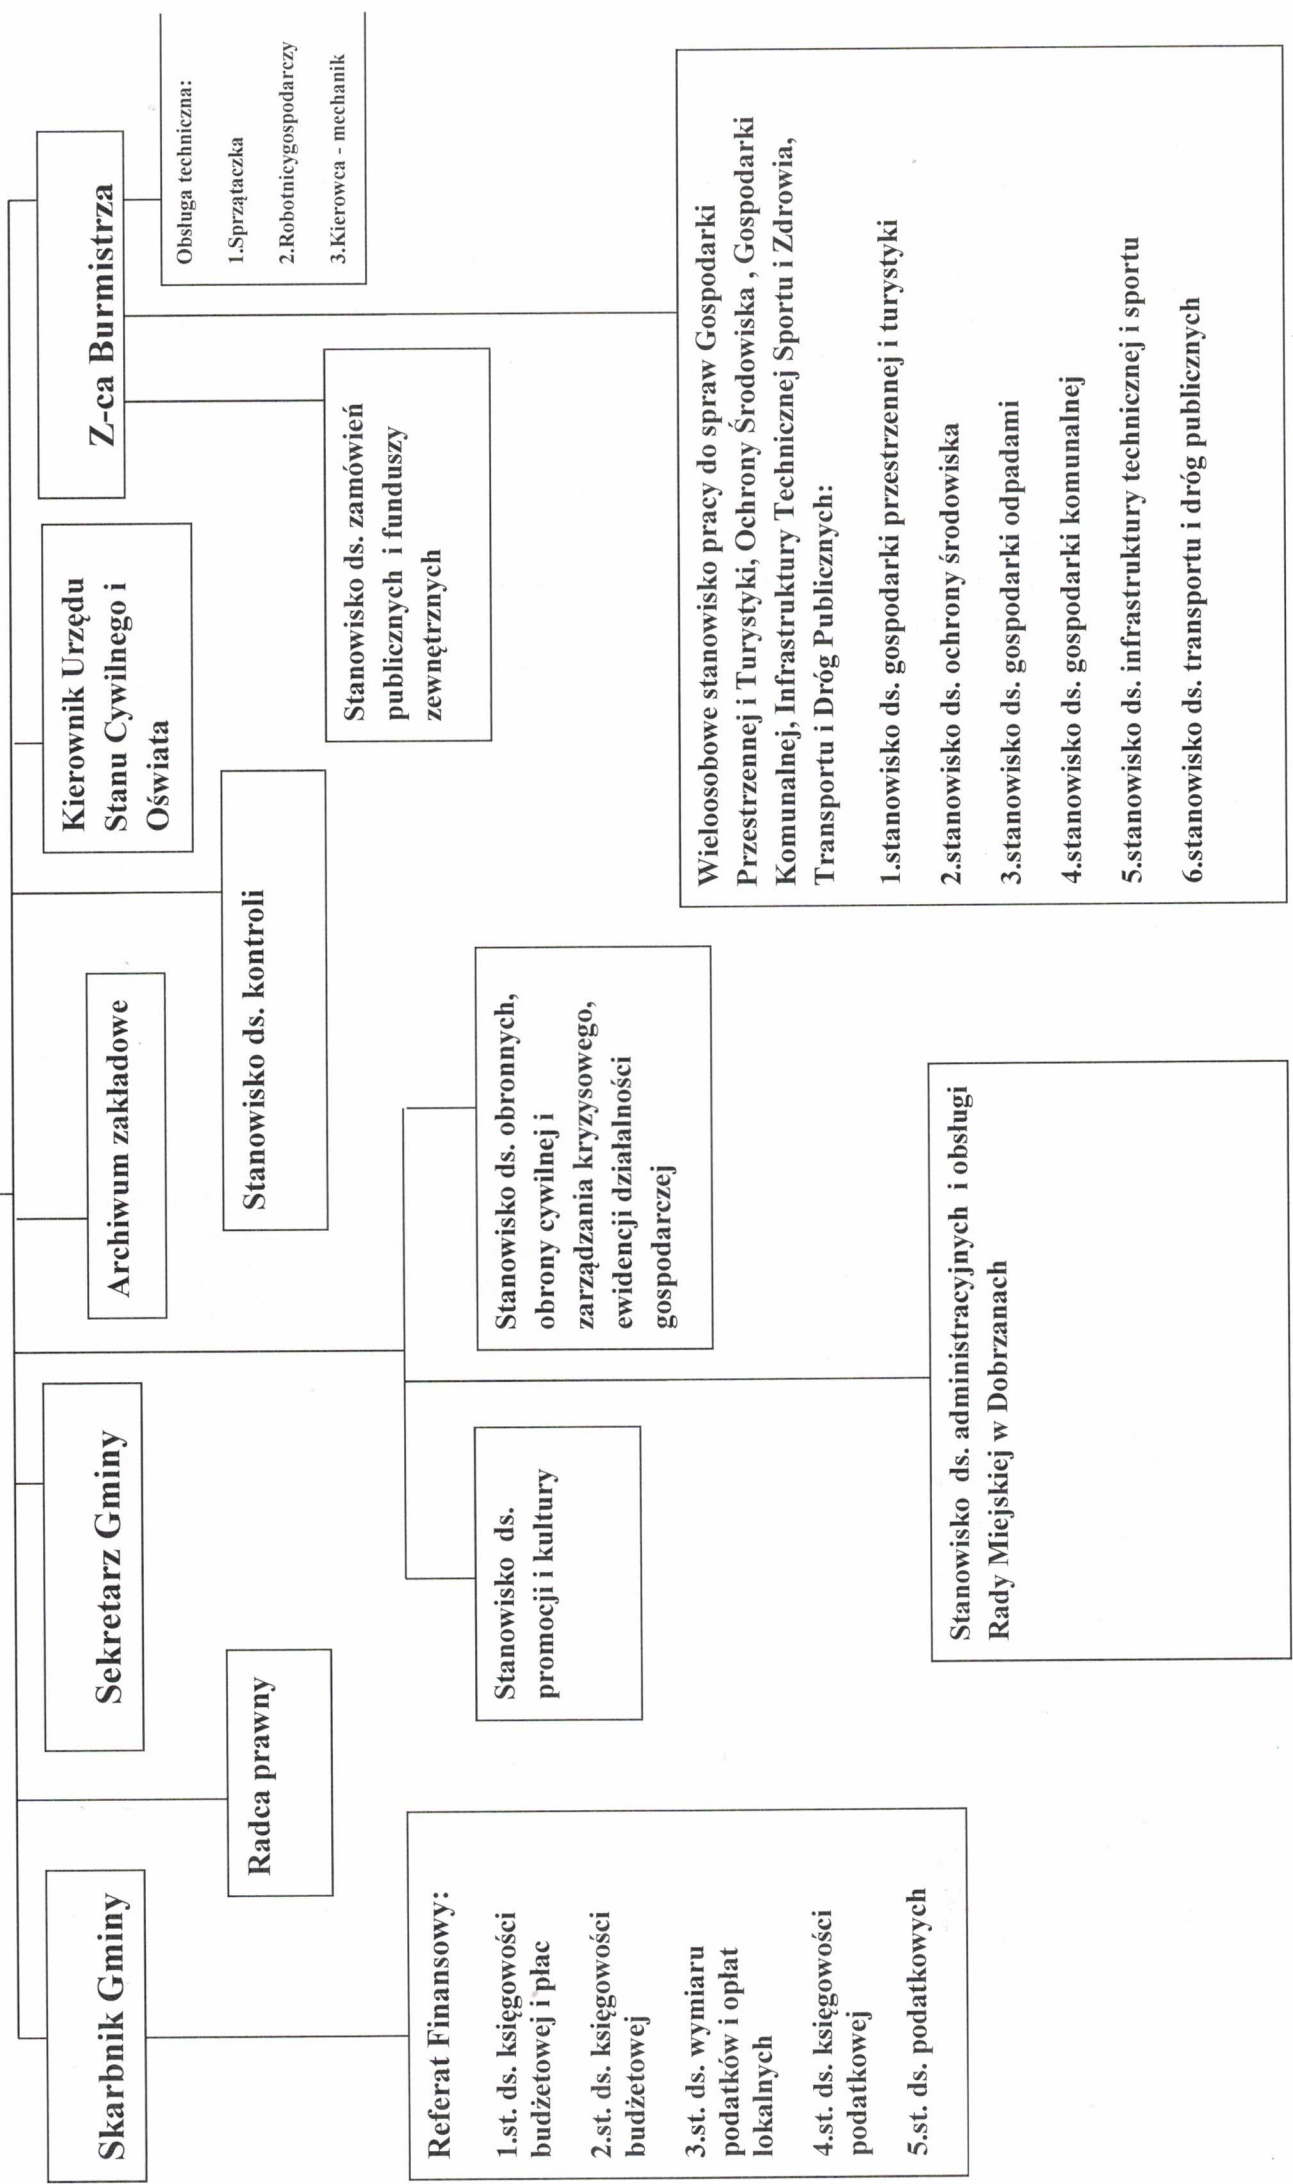 Skarbnik Gminy
Sekretarz Gminy
Archiwum zakładowe
Kierownik Urzędu
Stanu Cywilnego i
Oświata
Z-ca Burmistrza
Radca prawny
Stanowisko ds. kontroli
Obsługa techniczna:
1.Sprzątaczka
2.Robotnicygospodarczy
3.Kierowca - mechanik
Stanowisko ds. zamówień
publicznych i funduszy
zewnętrznych
Referat Finansowy:
1.st. ds. księgowości
budżetowej i płac
2.st. ds. księgowości
budżetowej
3.st. ds. wymiaru
podatków i opłat
lokalnych
4.st. ds. księgowości
podatkowej
5.st. ds. podatkowych
Stanowisko ds.
promocji i kultury
Stanowisko ds. obronnych,
obrony cywilnej i
zarządzania kryzysowego,
ewidencji działalności
gospodarczej
Wieloosobowe stanowisko pracy do spraw Gospodarki
Przestrzennej i Turystyki, Ochrony Środowiska , Gospodarki
Komunalnej, Infrastruktury Technicznej Sportu i Zdrowia,
Transportu i Dróg Publicznych:
1.stanowisko ds. gospodarki przestrzennej i turystyki
2.stanowisko ds. ochrony środowiska
3.stanowisko ds. gospodarki odpadami
4.stanowisko ds. gospodarki komunalnej
5.stanowisko ds. infrastruktury technicznej i sportu
6.stanowisko ds. transportu i dróg publicznych
Stanowisko ds. administracyjnych i obsługi
Rady Miejskiej w Dobrzanach